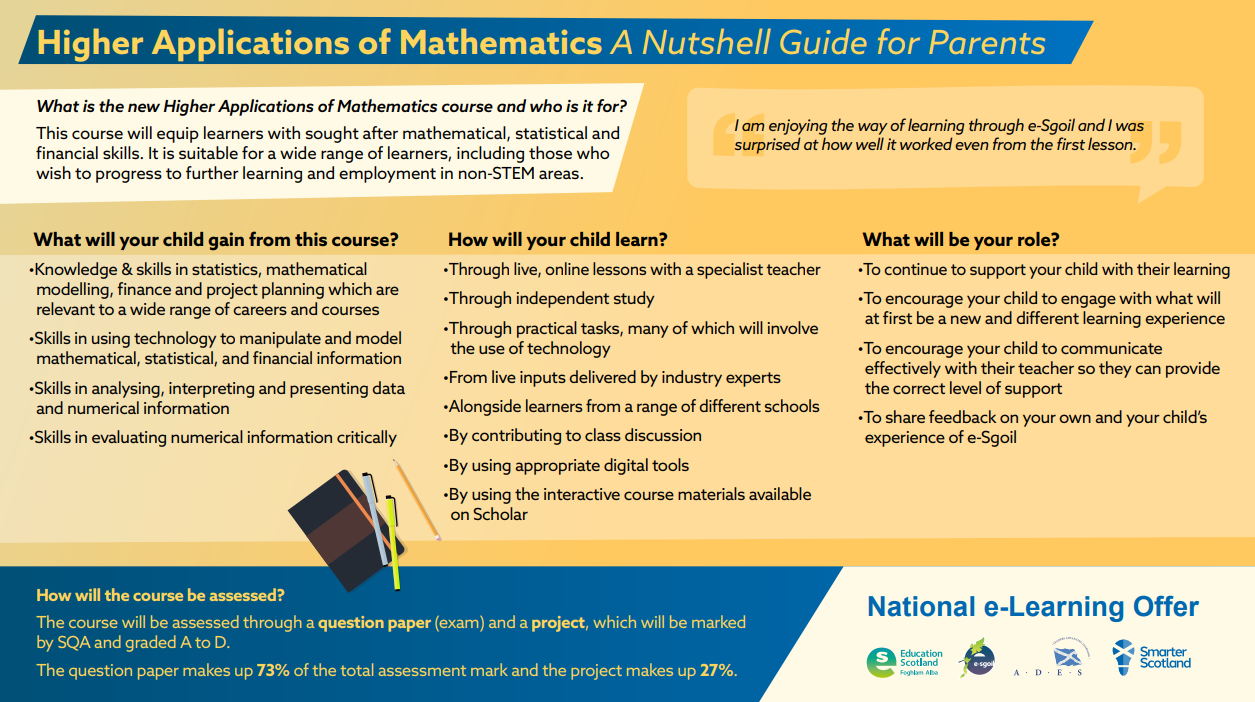 Higher Applications of Mathematics A Nutshell Guide for Parents
What is the new Higher Applications of Mathematics course and who is it for?
This course will equip learners with sought after mathematical, statistical and
financial skills. It is suitable for a wide range of learners, including those who
wish to progress to further learning and employment in non-STEM areas.
“ I am enjoying the way of learning through e-Sgoil and I was
surprised at how well it worked even from the first lesson. ”
What will your child gain from this course?
•Knowledge & skills in statistics, mathematical
modelling, finance and project planning which are
relevant to a wide range of careers and courses
•Skills in using technology to manipulate and model
mathematical, statistical, and financial information
•Skills in analysing, interpreting and presenting data
and numerical information
•Skills in evaluating numerical information critically
How will your child learn?
•Through live, online lessons with a specialist teacher
•Through independent study
•Through practical tasks, many of which will involve
the use of technology
•From live inputs delivered by industry experts
•Alongside learners from a range of different schools
•By contributing to class discussion
•By using appropriate digital tools
•By using the interactive course materials available
on Scholar
What will be your role?
•To continue to support your child with their learning
•To encourage your child to engage with what will
at first be a new and different learning experience
•To encourage your child to communicate
effectively with their teacher so they can provide
the correct level of support
•To share feedback on your own and your child’s
experience of e-Sgoil
How will the course be assessed?
The course will be assessed through a question paper (exam) and a project, which will be marked
by SQA and graded A to D.
The question paper makes up 73% of the total assessment mark and the project makes up 27%.
National e-Learning Offer
Education
Scotland
Foghlam Alba
e-sgoil
A · D · E · S
Smarter
Scotland